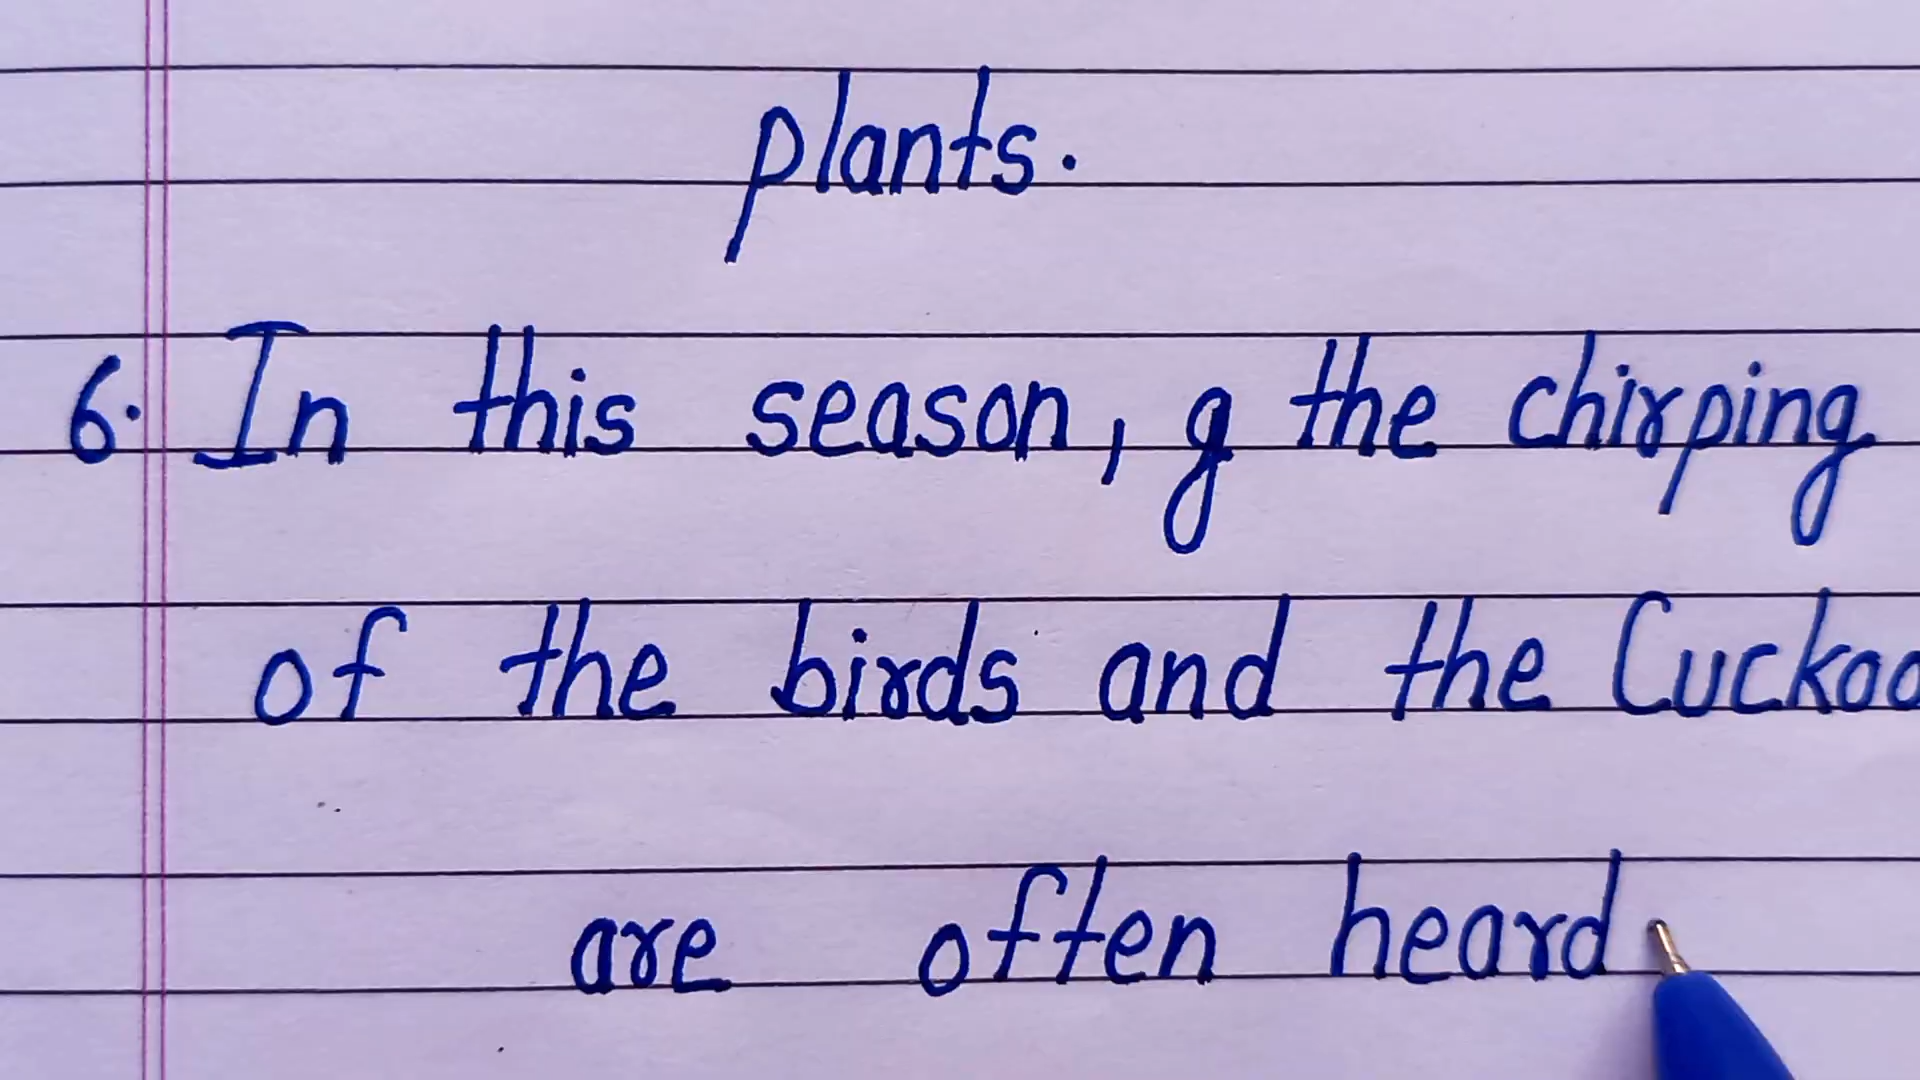 plants.
6. In this season, g the chirping
of the birds and the Cuckoo
are often heard